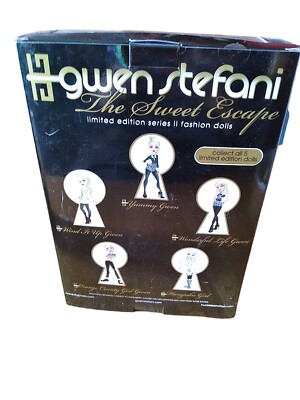 gwen stefani
The Sweet Escape
limited edition series II fashion dolls
collect all 5
limited edition dolls
Yummy Gwen
Wind It Up Gwen
Wonderful Life Gwen
Orange County Girl Gwen
Harajuku Girl